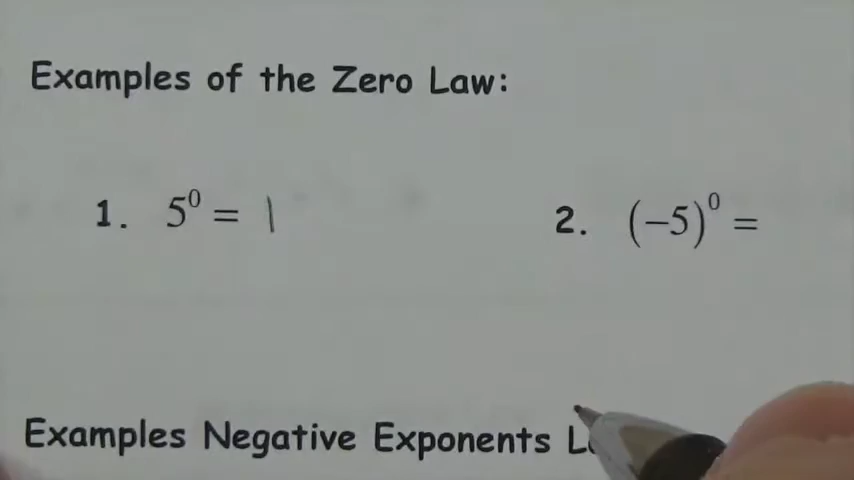 Examples of the Zero Law:
1. 5⁰ = 1
2. (−5)⁰ =
Examples Negative Exponents